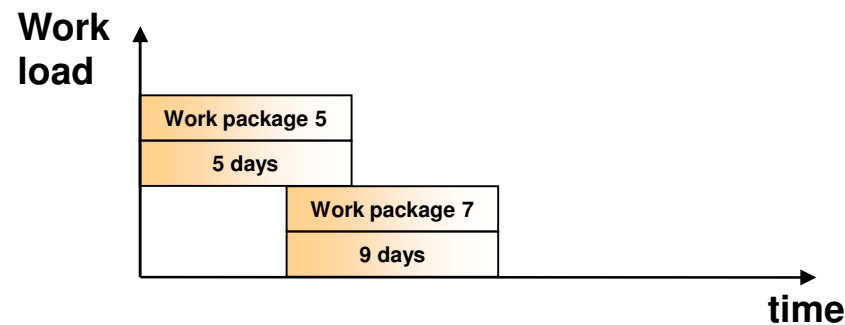 Work
load
Work package 5
5 days
Work package 7
9 days
time